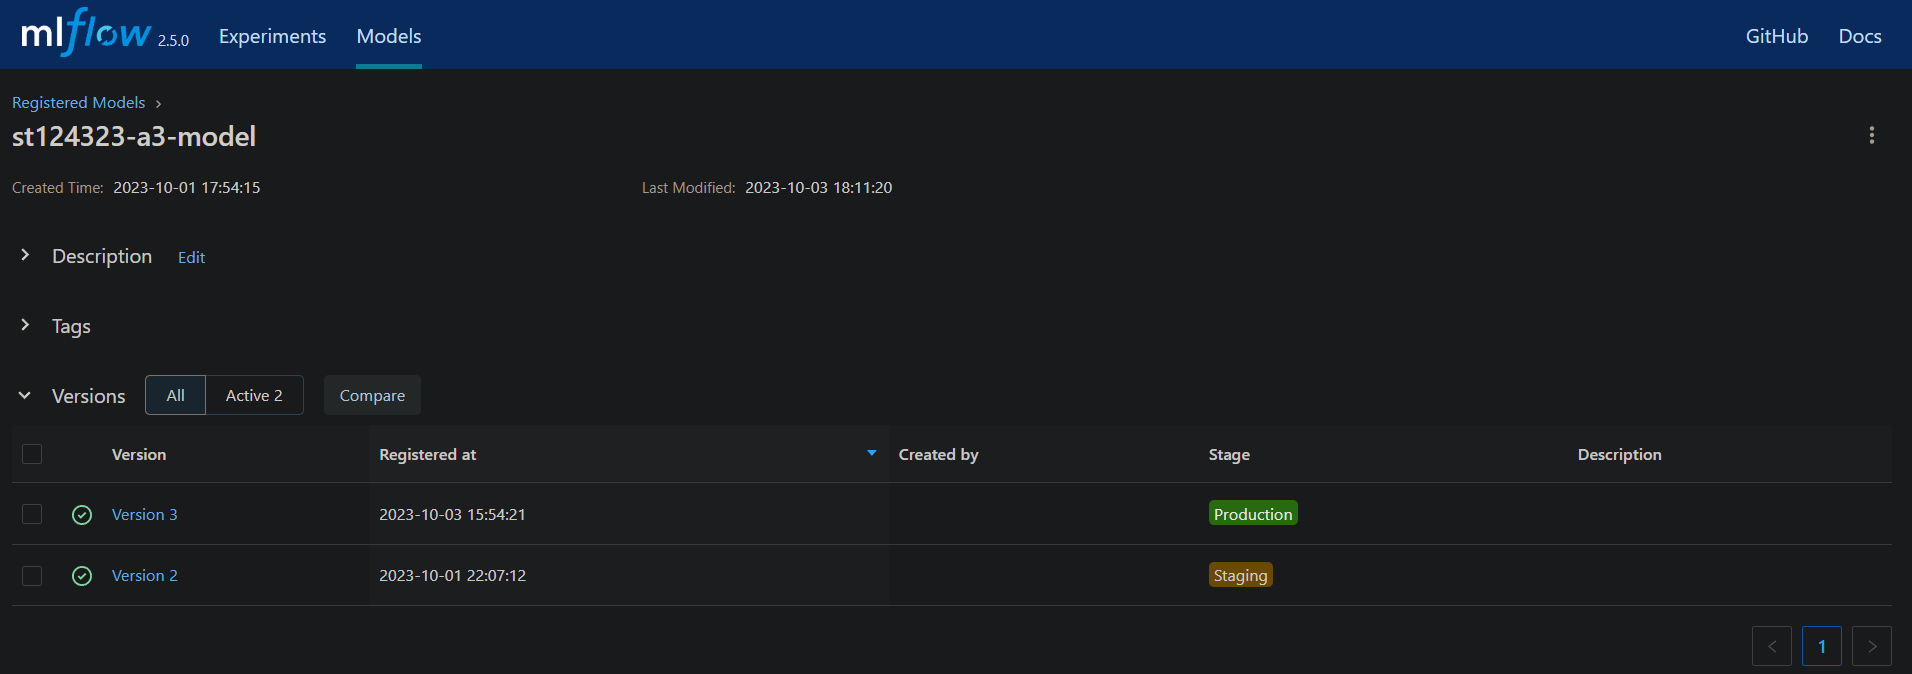 mlflow 2.5.0 Experiments Models GitHub Docs
Registered Models
st124323-a3-model
Created Time: 2023-10-01 17:54:15 Last Modified: 2023-10-03 18:11:20
Description Edit
Tags
Versions All Active 2 Compare
Version Registered at Created by Stage Description
Version 3 2023-10-03 15:54:21 Production
Version 2 2023-10-01 22:07:12 Staging
1